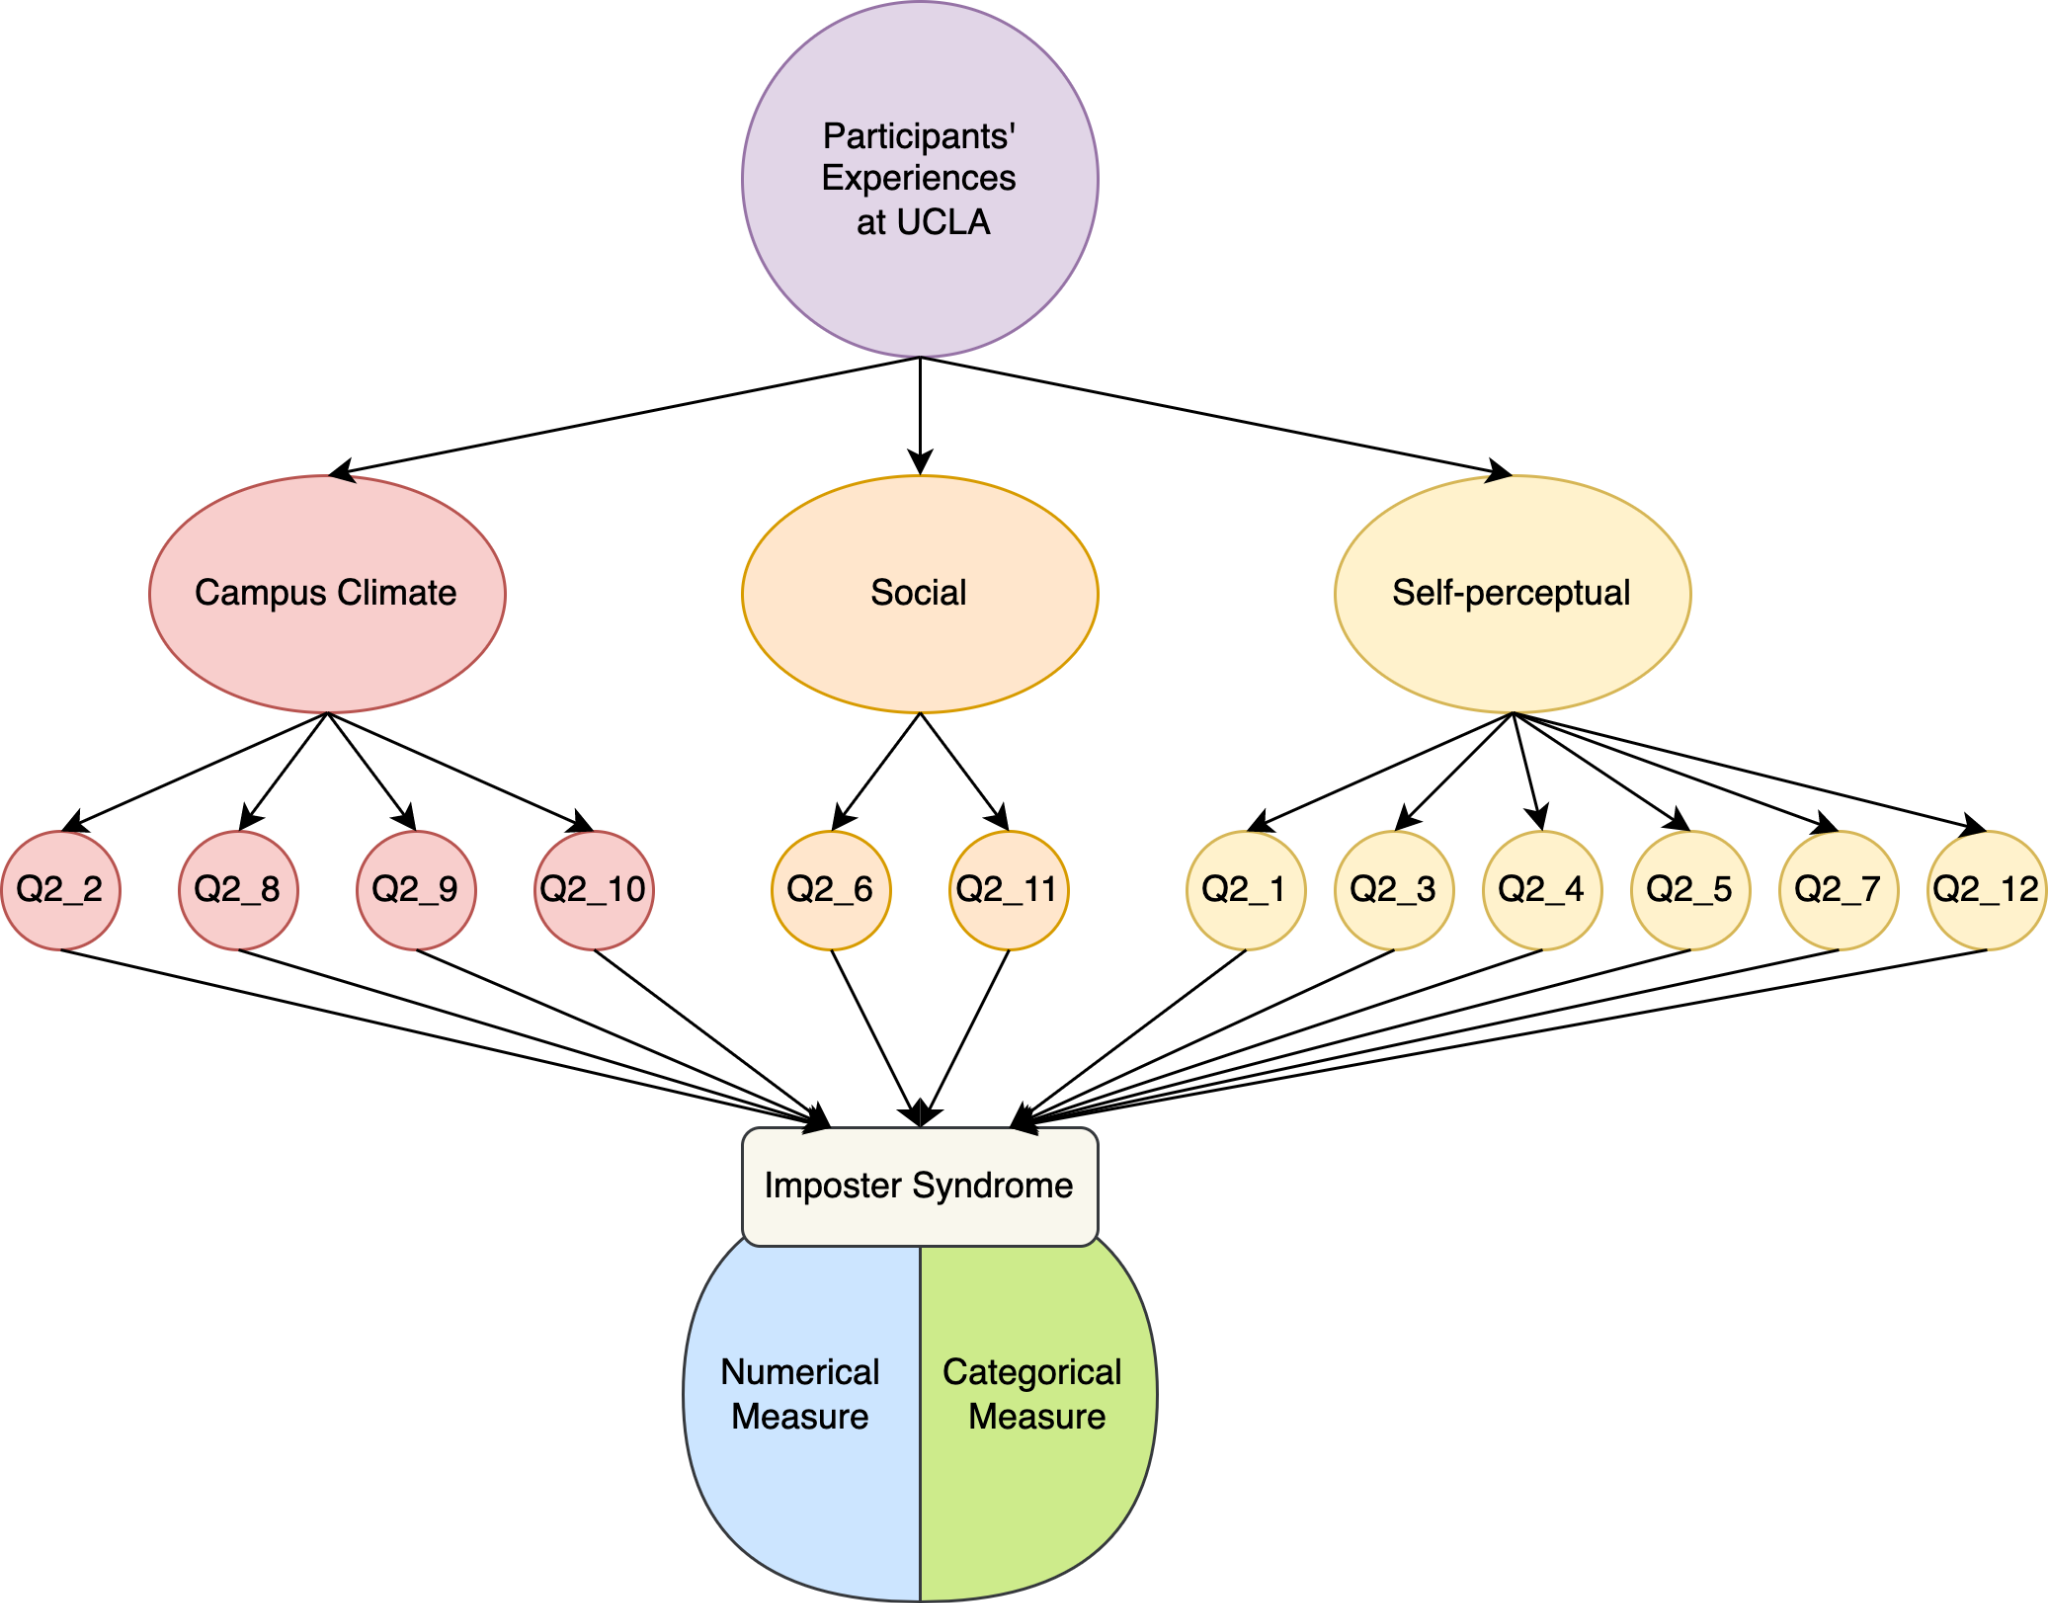 Participants'
Experiences
at UCLA
Campus Climate
Social
Self-perceptual
Q2_2
Q2_8
Q2_9
Q2_10
Q2_6
Q2_11
Q2_1
Q2_3
Q2_4
Q2_5
Q2_7
Q2_12
Imposter Syndrome
Numerical
Measure
Categorical
Measure